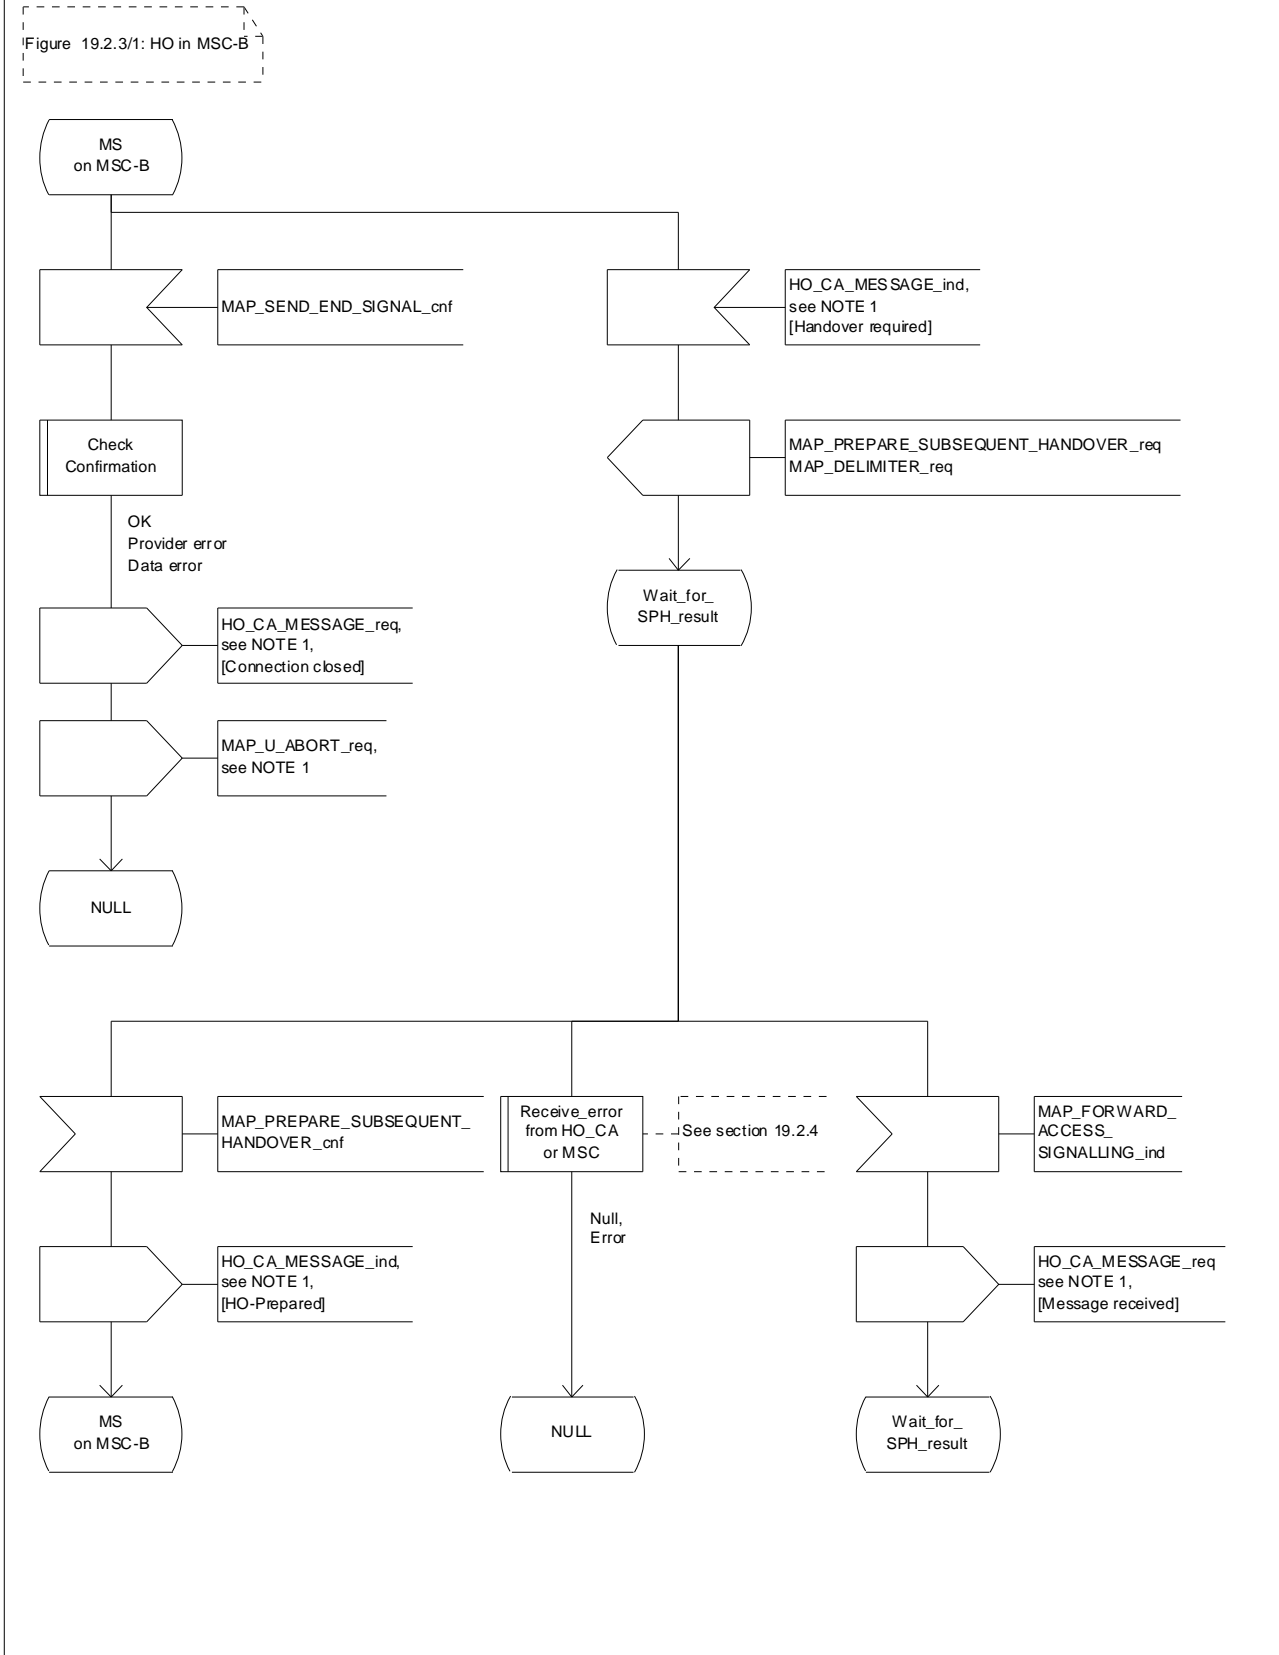 Figure 19.2.3/1: HO in MSC-B
MS
on MSC-B
MAP_SEND_END_SIGNAL_cnf
HO_CA_MESSAGE_ind,
see NOTE 1
[Handover required]
Check
Confirmation
MAP_PREPARE_SUBSEQUENT_HANDOVER_req
MAP_DELIMITER_req
OK
Provider error
Data error
Wait_for_
SPH_result
HO_CA_MESSAGE_req,
see NOTE 1,
[Connection closed]
MAP_U_ABORT_req,
see NOTE 1
NULL
MAP_PREPARE_SUBSEQUENT_
HANDOVER_cnf
Receive_error
from HO_CA
or MSC
See section 19.2.4
MAP_FORWARD_
ACCESS_
SIGNALLING_ind
Null,
Error
HO_CA_MESSAGE_ind,
see NOTE 1,
[HO-Prepared]
HO_CA_MESSAGE_req
see NOTE 1,
[Message received]
MS
on MSC-B
NULL
Wait_for_
SPH_result